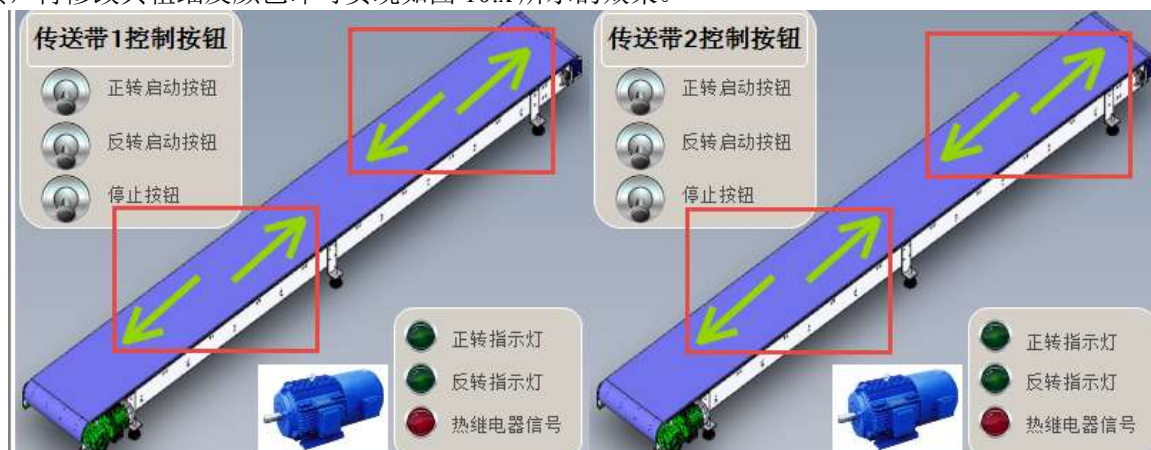 传送带1控制按钮
正转启动按钮
反转启动按钮
停止按钮
正转指示灯
反转指示灯
热继电器信号
传送带2控制按钮
正转启动按钮
反转启动按钮
停止按钮
正转指示灯
反转指示灯
热继电器信号